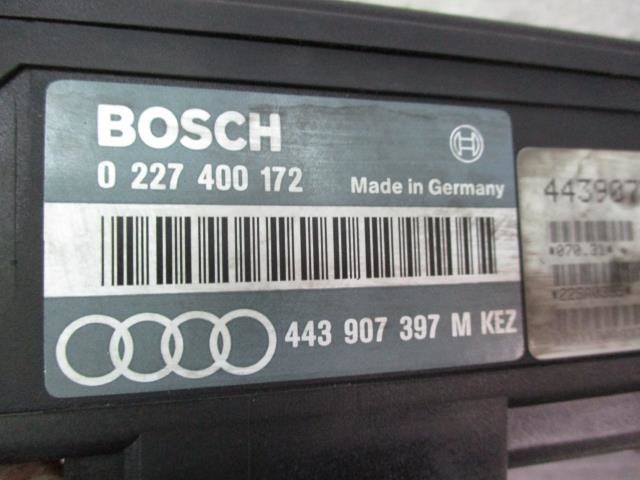 BOSCH
0 227 400 172
Made in Germany
443 907 397 M KEZ
443907